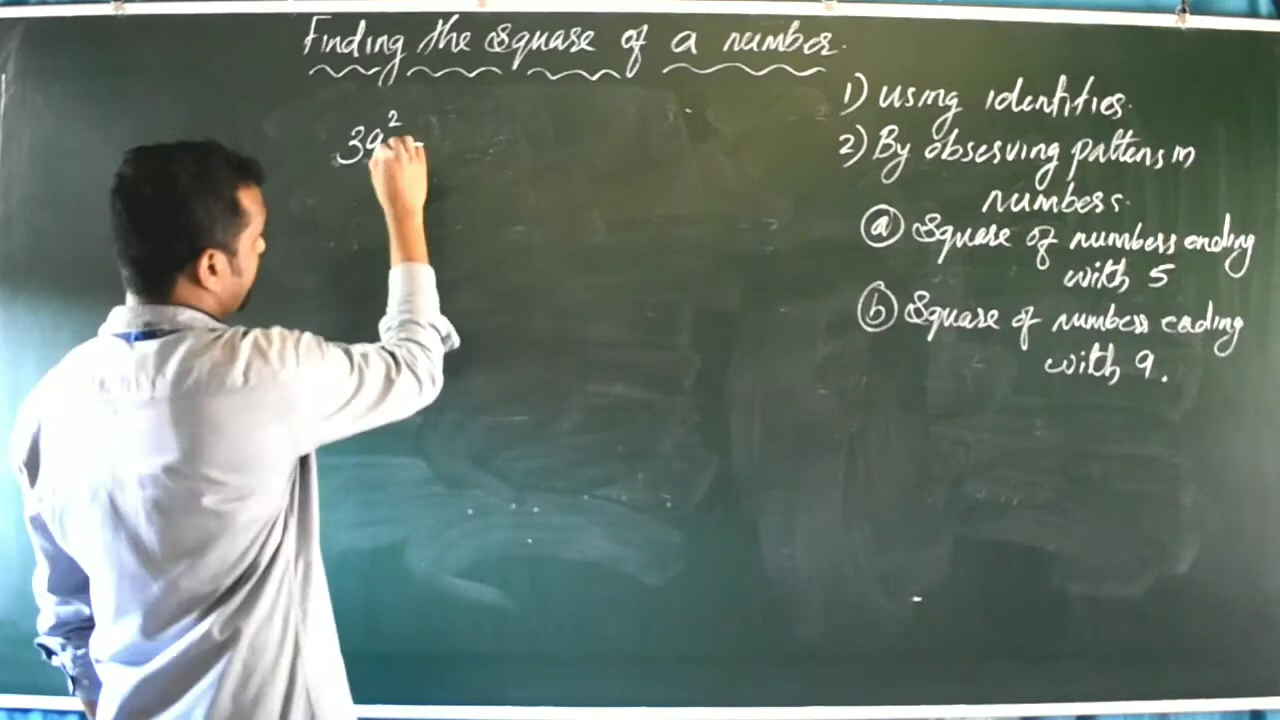 Finding the square of a number.
39²
1) using identities.
2) By observing patterns in
numbers.
(a) Square of numbers ending
with 5
(b) Square of numbers ending
with 9.